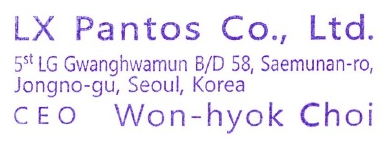 LX Pantos Co., Ltd.
5st LG Gwanghwamun B/D 58, Saemunan-ro,
Jongno-gu, Seoul, Korea
CEO Won-hyok Choi